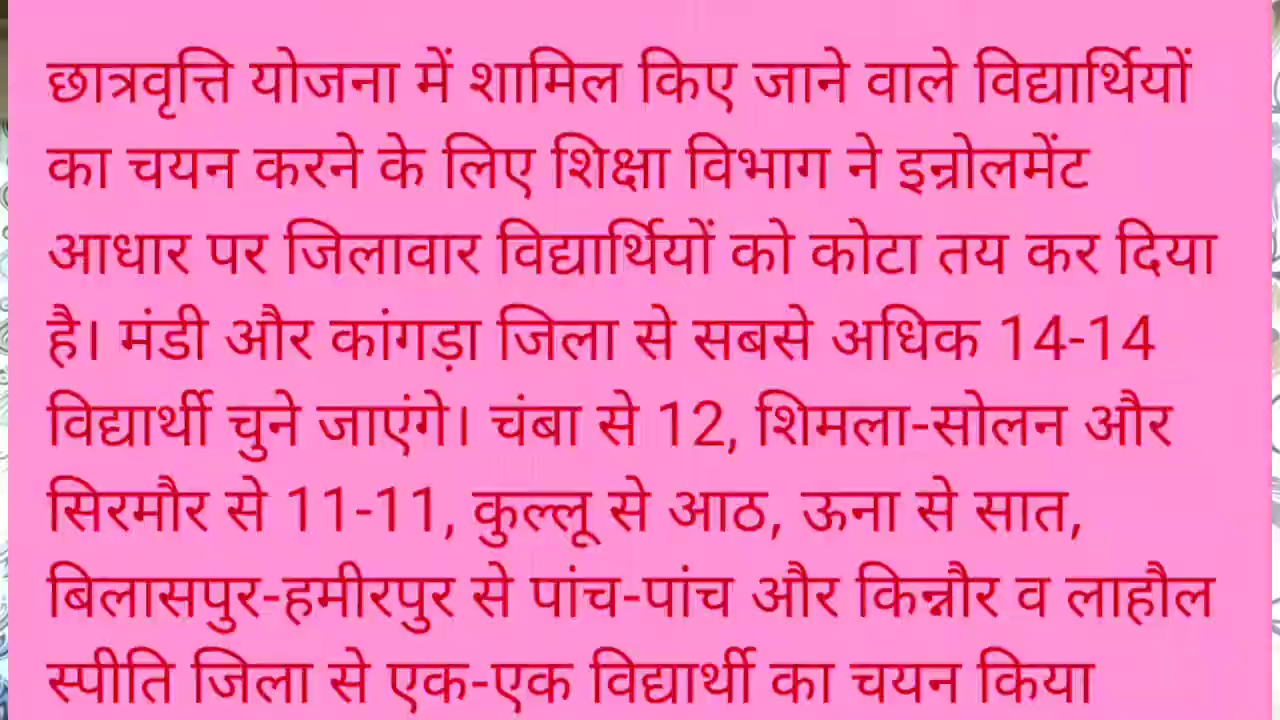 छात्रवृत्ति योजना में शामिल किए जाने वाले विद्यार्थियों
का चयन करने के लिए शिक्षा विभाग ने इन्रोलमेंट
आधार पर जिलावार विद्यार्थियों को कोटा तय कर दिया
है। मंडी और कांगड़ा जिला से सबसे अधिक 14-14
विद्यार्थी चुने जाएंगे। चंबा से 12, शिमला-सोलन और
सिरमौर से 11-11, कुल्लू से आठ, ऊना से सात,
बिलासपुर-हमीरपुर से पांच-पांच और किन्नौर व लाहौल
स्पीति जिला से एक-एक विद्यार्थी का चयन किया